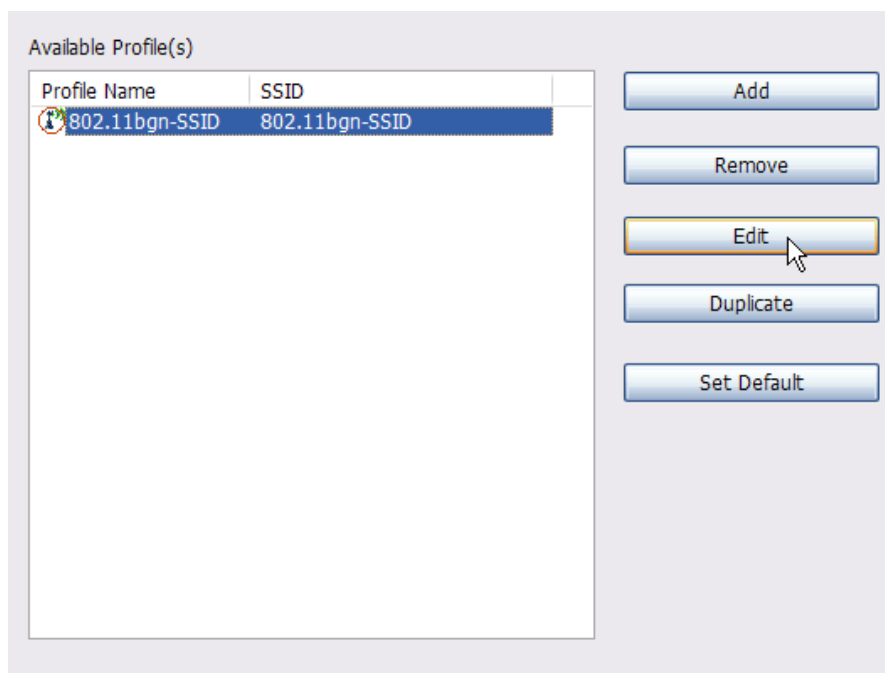 Available Profile(s)
Profile Name SSID
802.11bgn-SSID 802.11bgn-SSID
Add
Remove
Edit
Duplicate
Set Default